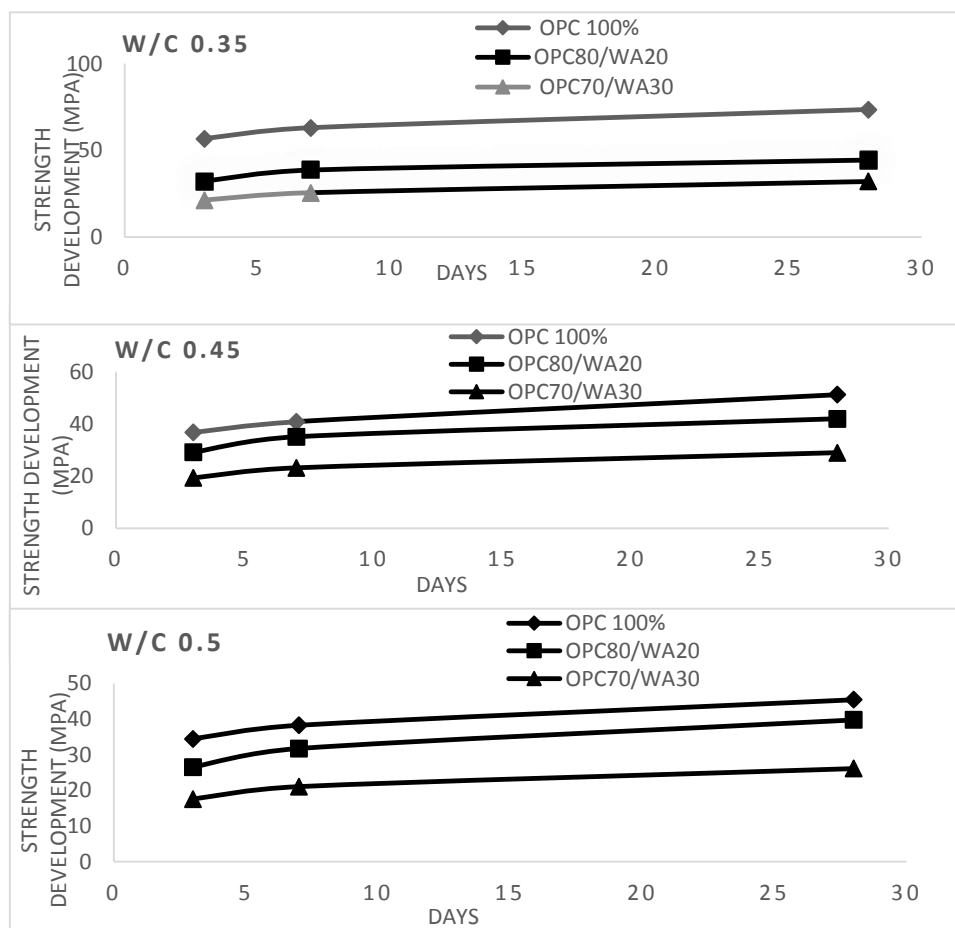 W/C 0.35
OPC 100%
OPC80/WA20
OPC70/WA30
STRENGTH
DEVELOPMENT (MPA)
100
50
0
0 5 10 15 20 25 30
DAYS
W/C 0.45
OPC 100%
OPC80/WA20
OPC70/WA30
STRENGTH DEVELOPMENT
(MPA)
60
40
20
0
0 5 10 15 20 25 30
DAYS
W/C 0.5
OPC 100%
OPC80/WA20
OPC70/WA30
STRENGTH
DEVELOPMENT (MPA)
50
40
30
20
10
0
0 5 10 15 20 25 30
DAYS